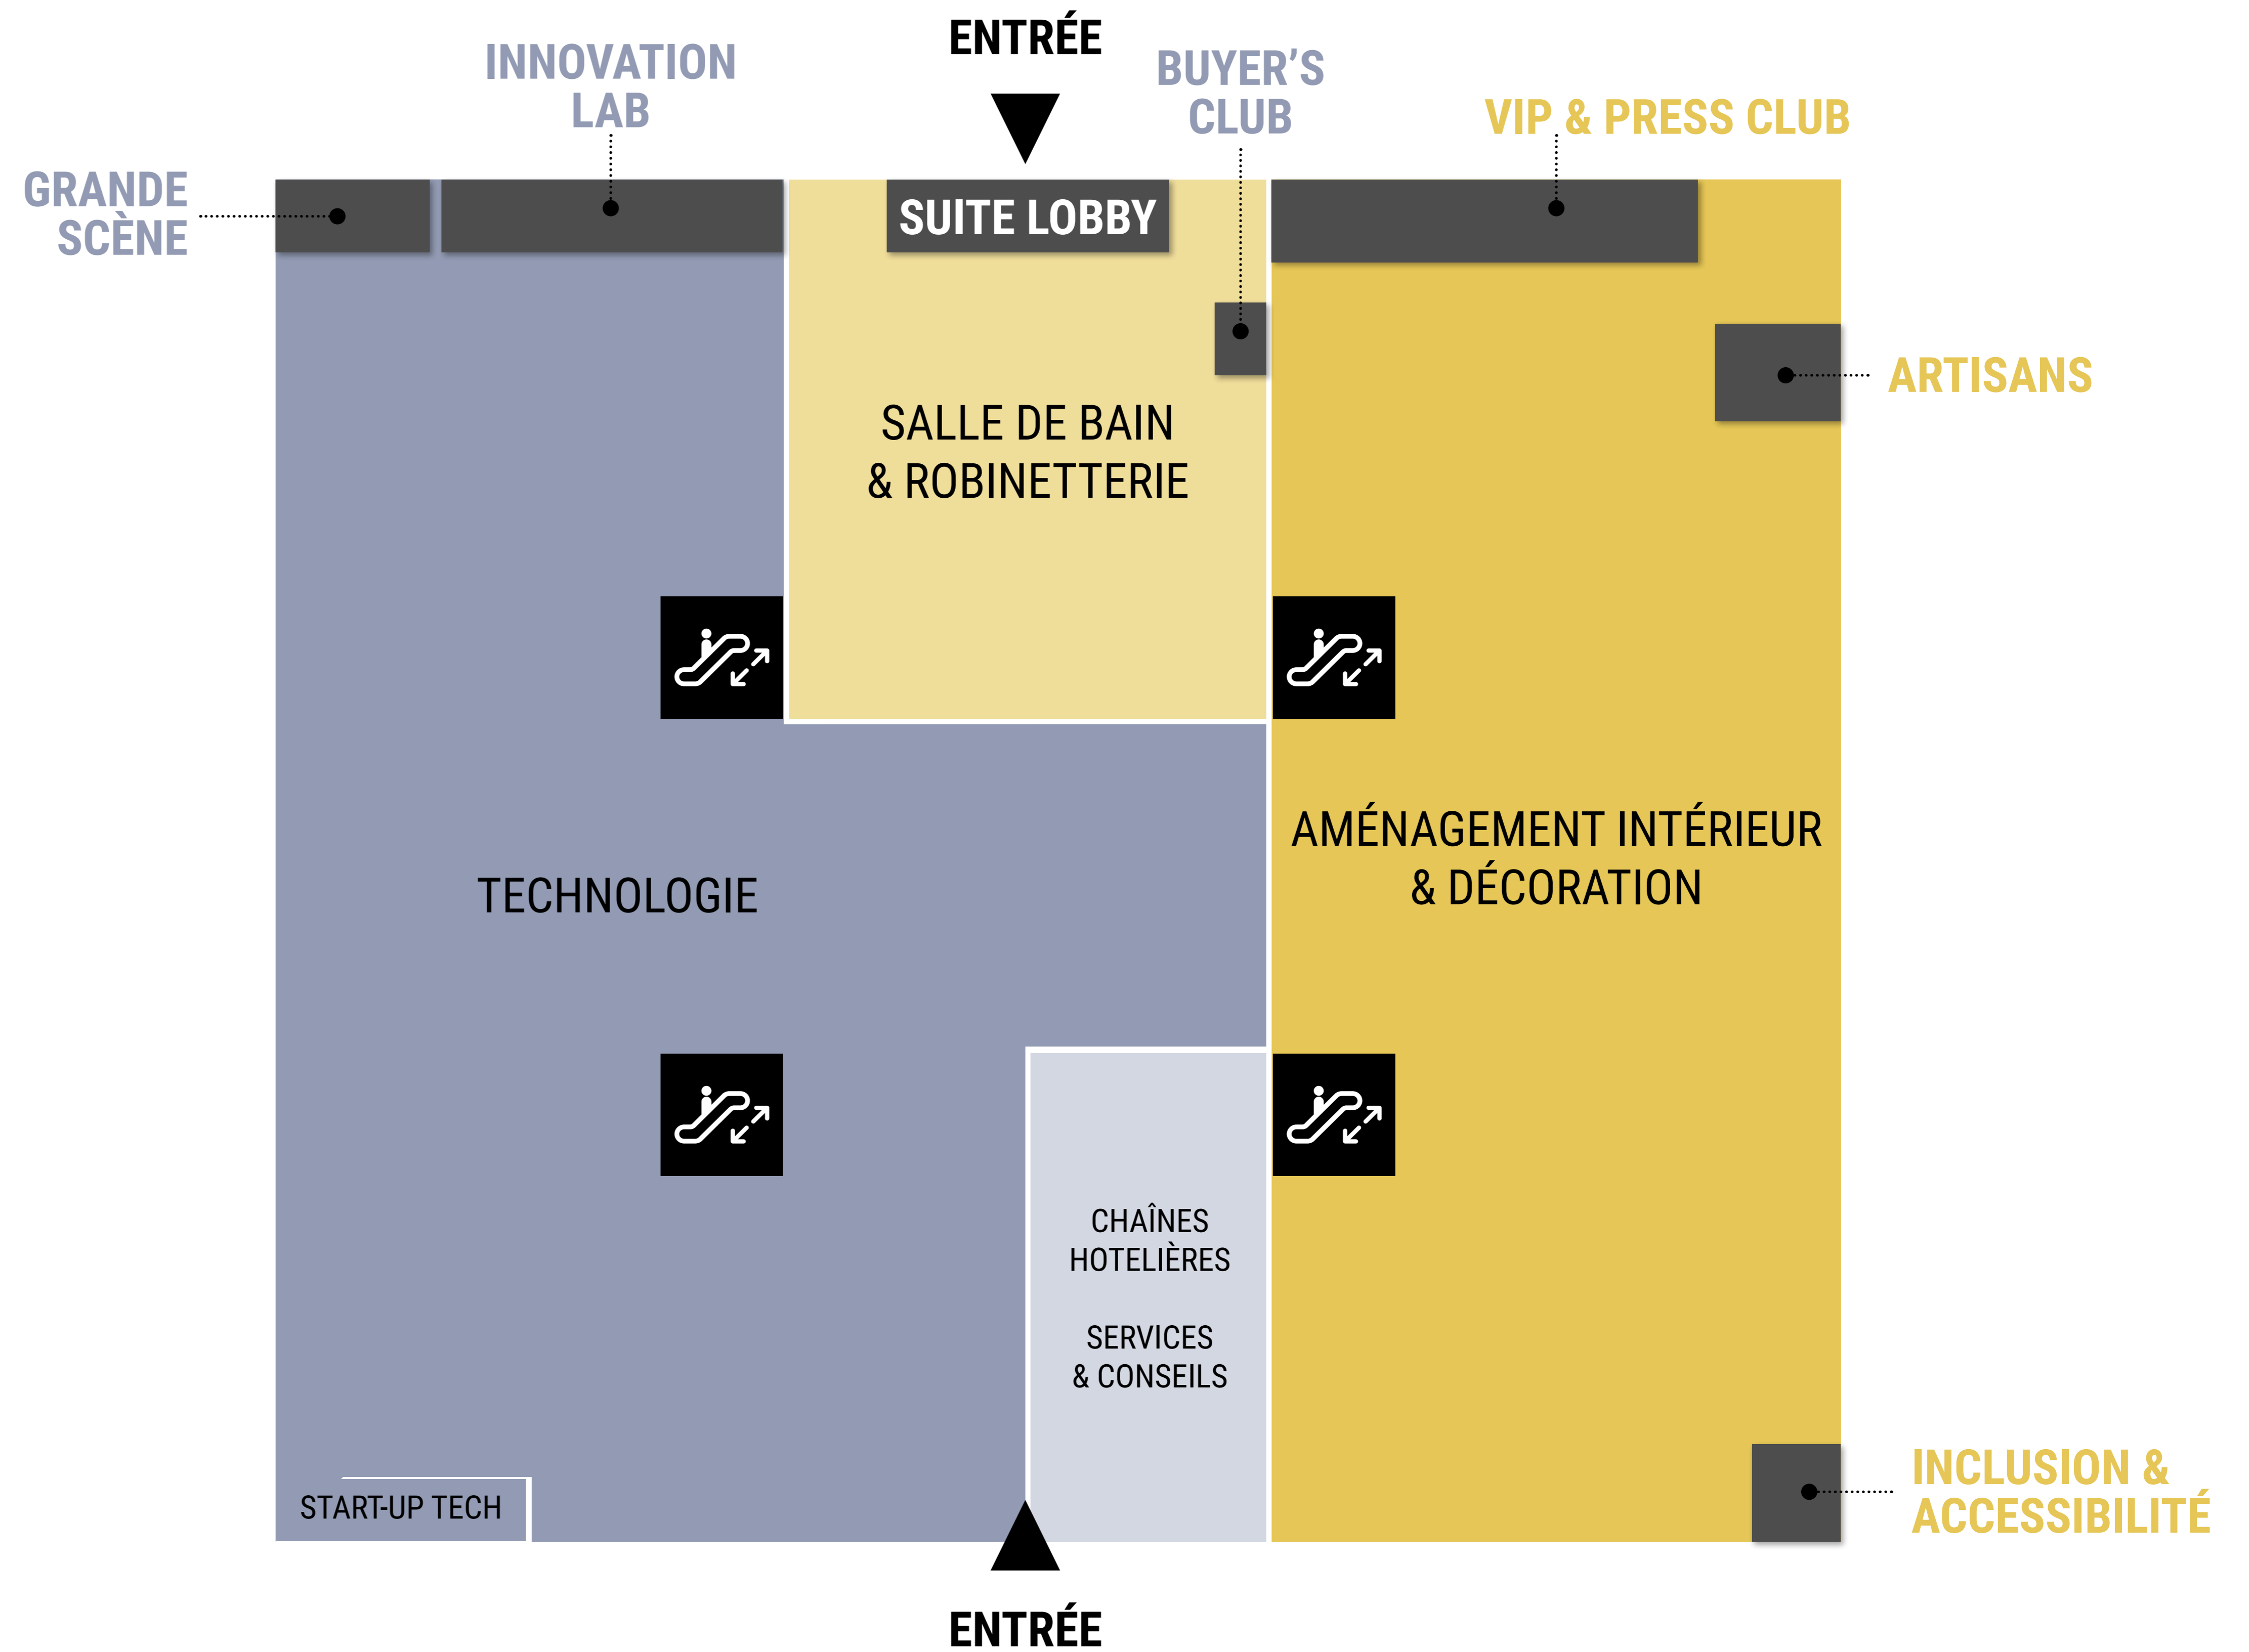 ENTRÉE
INNOVATION
LAB
BUYER’S
CLUB
VIP & PRESS CLUB
GRANDE
SCÈNE
SUITE LOBBY
ARTISANS
SALLE DE BAIN
& ROBINETTERIE
AMÉNAGEMENT INTÉRIEUR
& DÉCORATION
TECHNOLOGIE
CHAÎNES
HOTELIÈRES
SERVICES
& CONSEILS
START-UP TECH
INCLUSION &
ACCESSIBILITÉ
ENTRÉE